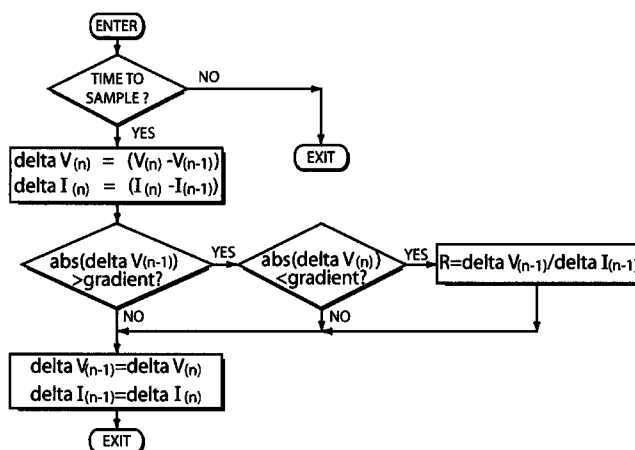 ENTER
TIME TO
SAMPLE?
NO
YES
EXIT
delta V(n) = (V(n) -V(n-1))
delta I(n) = (I(n) -I(n-1))
abs(delta V(n-1))
>gradient?
YES
abs(delta V(n))
<gradient?
YES
R=delta V(n-1)/delta I(n-1)
NO
NO
delta V(n-1)=delta V(n)
delta I(n-1)=delta I(n)
EXIT